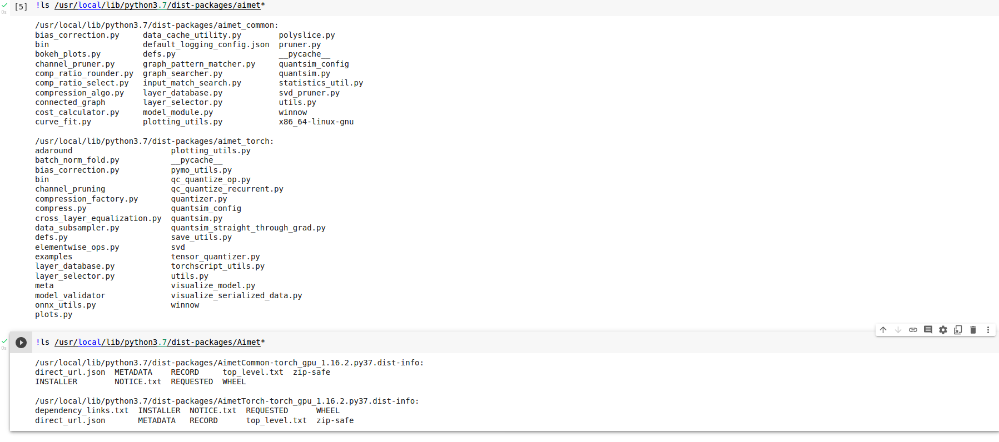 [5] !ls /usr/local/lib/python3.7/dist-packages/aimet*
0s
/usr/local/lib/python3.7/dist-packages/aimet_common:
bias_correction.py     data_cache_utility.py        polyslice.py
bin                    default_logging_config.json  pruner.py
bokeh_plots.py         defs.py                      __pycache__
channel_pruner.py      graph_pattern_matcher.py     quantsim_config
comp_ratio_rounder.py  graph_searcher.py            quantsim.py
comp_ratio_select.py   input_match_search.py        statistics_util.py
compression_algo.py    layer_database.py            svd_pruner.py
connected_graph        layer_selector.py            utils.py
cost_calculator.py     model_module.py              winnow
curve_fit.py           plotting_utils.py            x86_64-linux-gnu
/usr/local/lib/python3.7/dist-packages/aimet_torch:
adaround                     plotting_utils.py
batch_norm_fold.py           __pycache__
bias_correction.py           pymo_utils.py
bin                          qc_quantize_op.py
channel_pruning              qc_quantize_recurrent.py
compression_factory.py       quantizer.py
compress.py                  quantsim_config
cross_layer_equalization.py  quantsim.py
data_subsampler.py           quantsim_straight_through_grad.py
defs.py                      save_utils.py
elementwise_ops.py           svd
examples                     tensor_quantizer.py
layer_database.py            torchscript_utils.py
layer_selector.py            utils.py
meta                         visualize_model.py
model_validator              visualize_serialized_data.py
onnx_utils.py                winnow
plots.py
!ls /usr/local/lib/python3.7/dist-packages/Aimet*
0s
/usr/local/lib/python3.7/dist-packages/AimetCommon-torch_gpu_1.16.2.py37.dist-info:
direct_url.json  METADATA    RECORD     top_level.txt  zip-safe
INSTALLER        NOTICE.txt  REQUESTED  WHEEL
/usr/local/lib/python3.7/dist-packages/AimetTorch-torch_gpu_1.16.2.py37.dist-info:
dependency_links.txt  INSTALLER  NOTICE.txt  REQUESTED      WHEEL
direct_url.json       METADATA   RECORD      top_level.txt  zip-safe